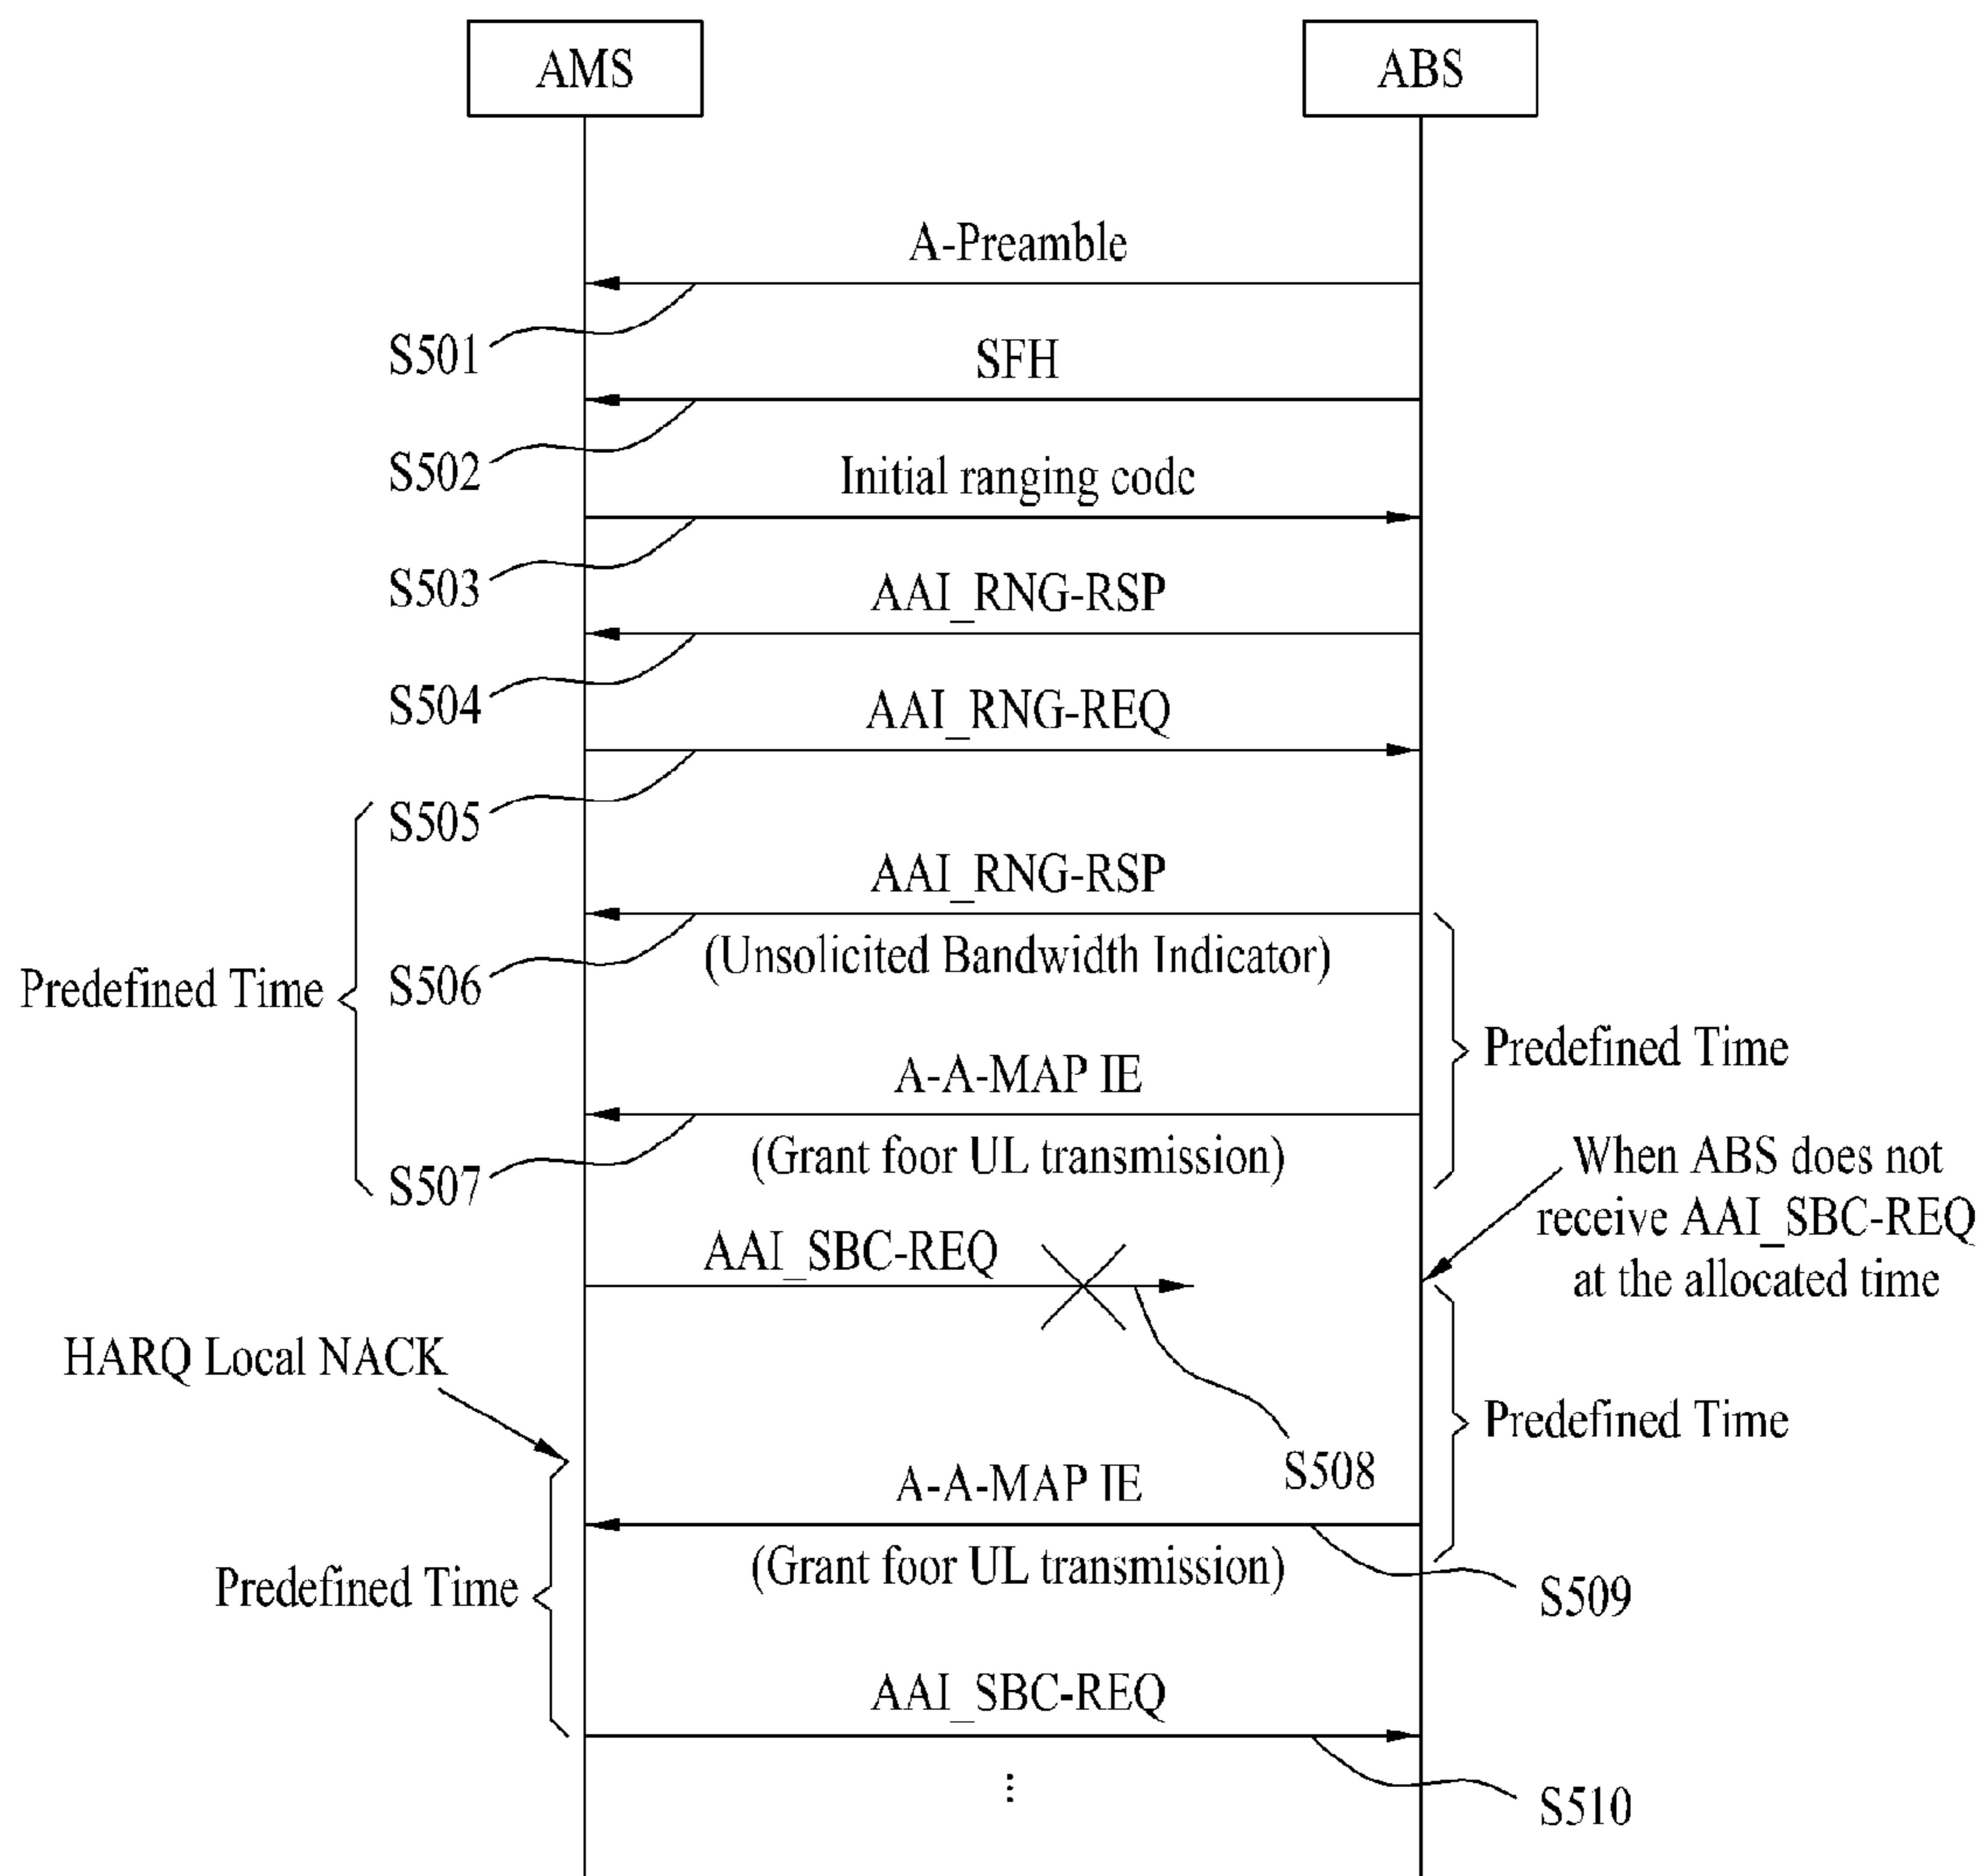 AMS
ABS
A-Preamble
S501
SFH
S502
Initial ranging code
S503
AAI_RNG-RSP
S504
AAI_RNG-REQ
S505
AAI_RNG-RSP
(Unsolicited Bandwidth Indicator)
S506
Predefined Time
Predefined Time
A-A-MAP IE
(Grant foor UL transmission)
S507
When ABS does not
receive AAI_SBC-REQ
at the allocated time
AAI_SBC-REQ
HARQ Local NACK
Predefined Time
S508
A-A-MAP IE
(Grant foor UL transmission)
Predefined Time
S509
AAI_SBC-REQ
...
S510